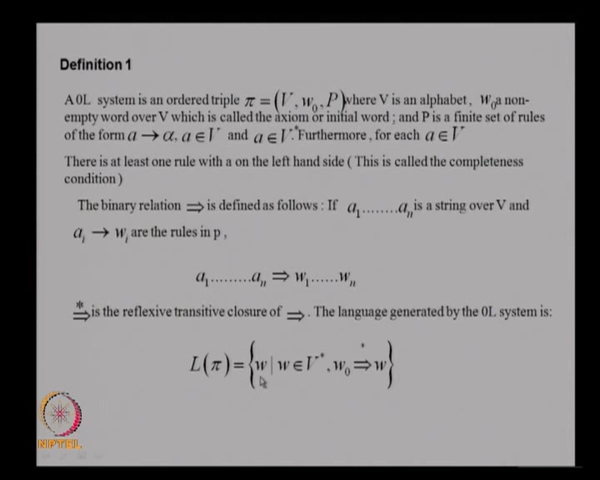 Definition 1
A 0L system is an ordered triple π = (V, w₀, P) where V is an alphabet, w₀ a non-
empty word over V which is called the axiom or initial word ; and P is a finite set of rules
of the form a → α, a ∈ V and a ∈ V*. Furthermore , for each a ∈ V
There is at least one rule with a on the left hand side ( This is called the completeness
condition )
The binary relation ⇒ is defined as follows : If a₁........aₙ is a string over V and
aᵢ → wᵢ are the rules in p ,
a₁.........aₙ ⇒ w₁......wₙ
⇒* is the reflexive transitive closure of ⇒ . The language generated by the 0L system is:
L(π) = {w | w ∈ V*, w₀ ⇒* w}
NPTEL